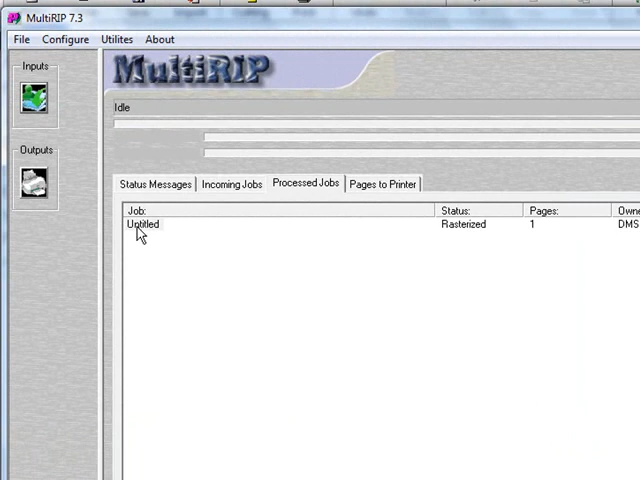 MultiRIP 7.3
File Configure Utilites About
Inputs
MultiRIP
Idle
Outputs
Status Messages Incoming Jobs Processed Jobs Pages to Printer
Job: Status: Pages: Owne
Untitled Rasterized 1 DMS